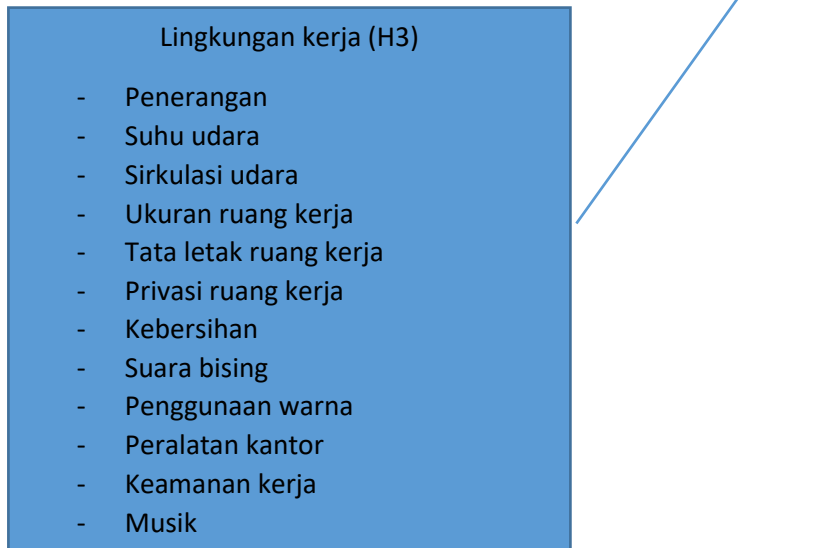 Lingkungan kerja (H3)
- Penerangan
- Suhu udara
- Sirkulasi udara
- Ukuran ruang kerja
- Tata letak ruang kerja
- Privasi ruang kerja
- Kebersihan
- Suara bising
- Penggunaan warna
- Peralatan kantor
- Keamanan kerja
- Musik